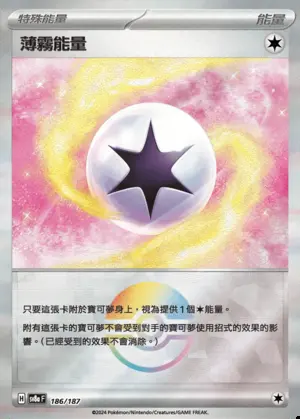 特殊能量 能量
薄霧能量
只要這張卡附於寶可夢身上，視為提供1個能量。
附有這張卡的寶可夢不會受到對手的寶可夢使用招式的效果的影
響。（已經受到的效果不會消除。）
H sv8a F 186/187
©2024 Pokémon/Nintendo/Creatures/GAME FREAK.